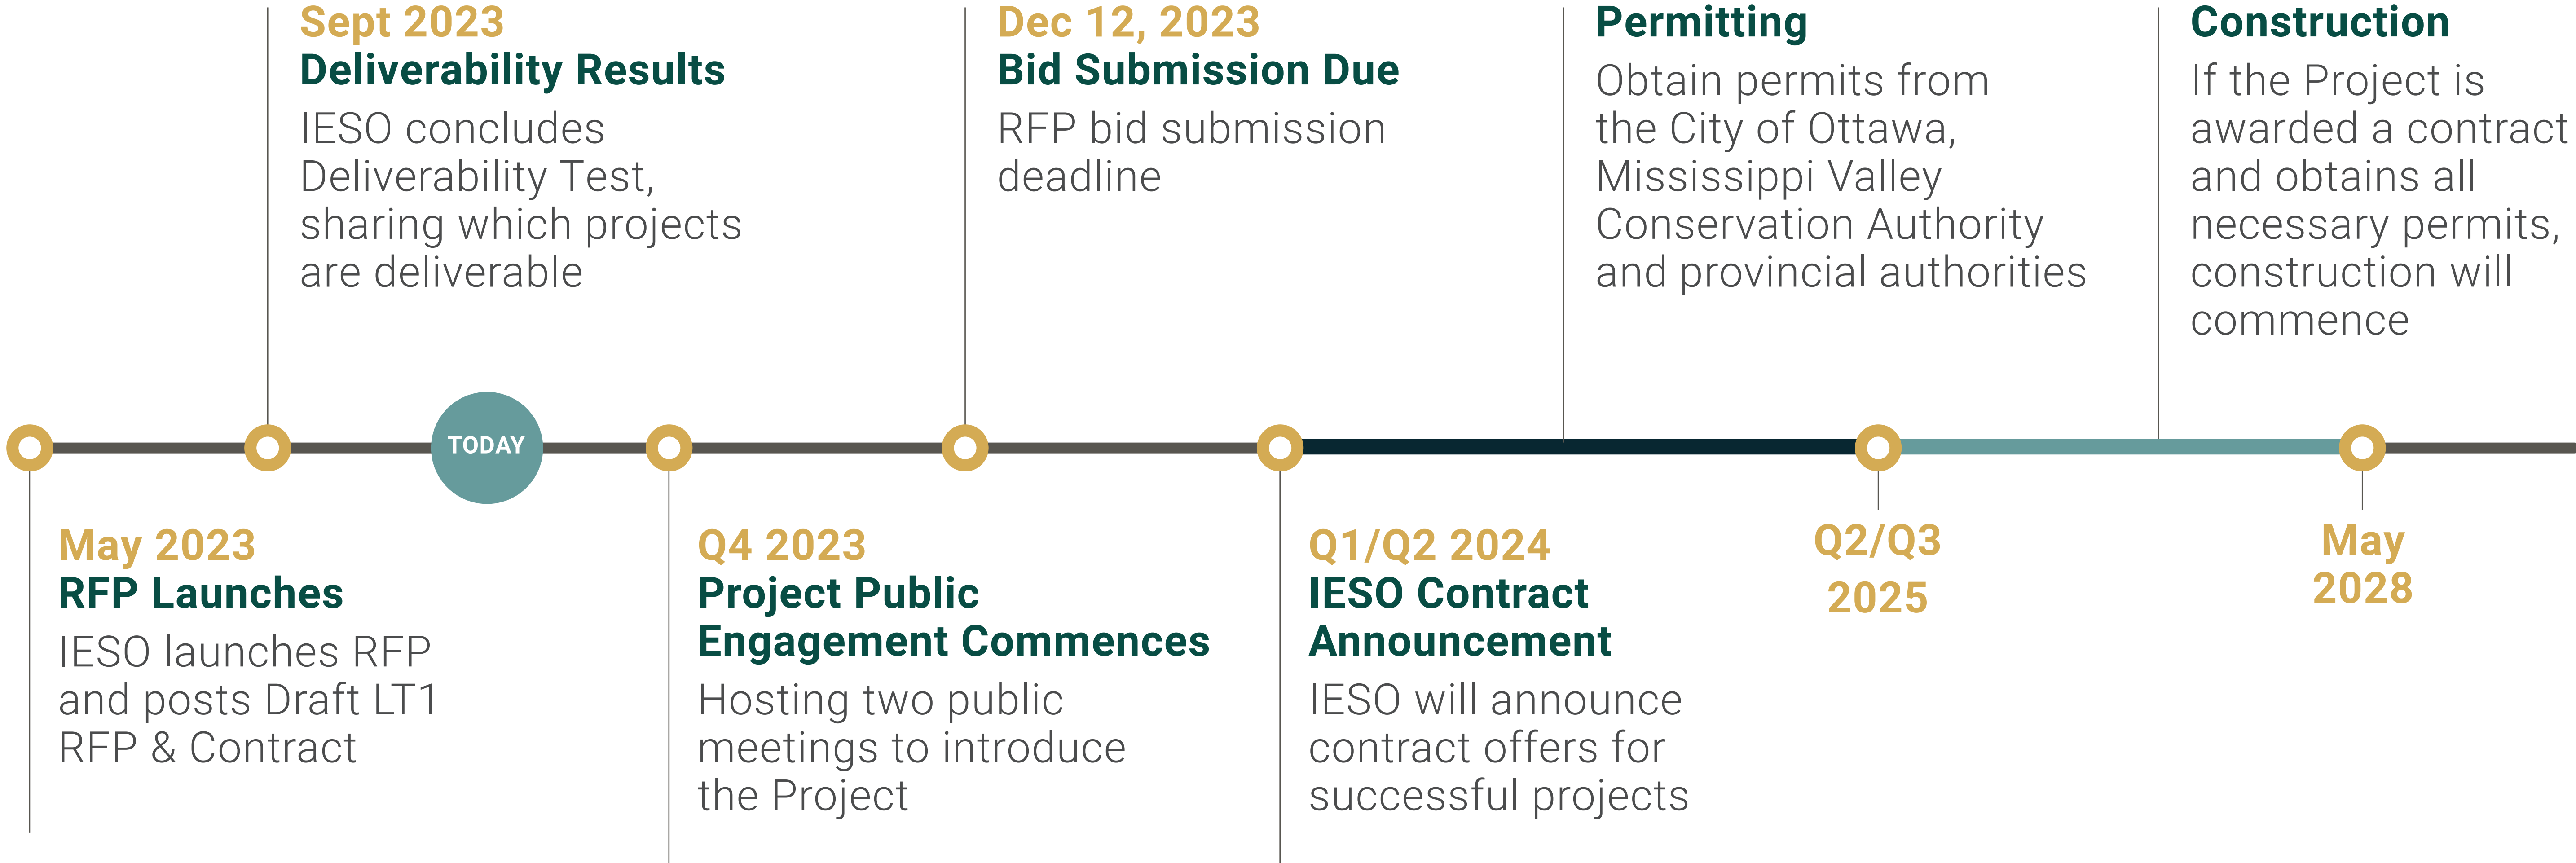 Sept 2023
Deliverability Results
IESO concludes
Deliverability Test,
sharing which projects
are deliverable
Dec 12, 2023
Bid Submission Due
RFP bid submission
deadline
Permitting
Obtain permits from
the City of Ottawa,
Mississippi Valley
Conservation Authority
and provincial authorities
Construction
If the Project is
awarded a contract
and obtains all
necessary permits,
construction will
commence
TODAY
May 2023
RFP Launches
IESO launches RFP
and posts Draft LT1
RFP & Contract
Q4 2023
Project Public
Engagement Commences
Hosting two public
meetings to introduce
the Project
Q1/Q2 2024
IESO Contract
Announcement
IESO will announce
contract offers for
successful projects
Q2/Q3
2025
May
2028